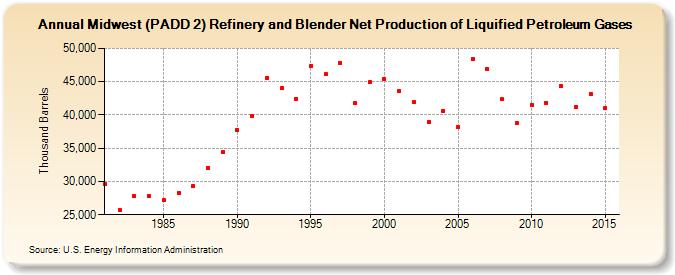 Annual Midwest (PADD 2) Refinery and Blender Net Production of Liquified Petroleum Gases
Thousand Barrels
50,000
45,000
40,000
35,000
30,000
25,000
1985 1990 1995 2000 2005 2010 2015
Source: U.S. Energy Information Administration